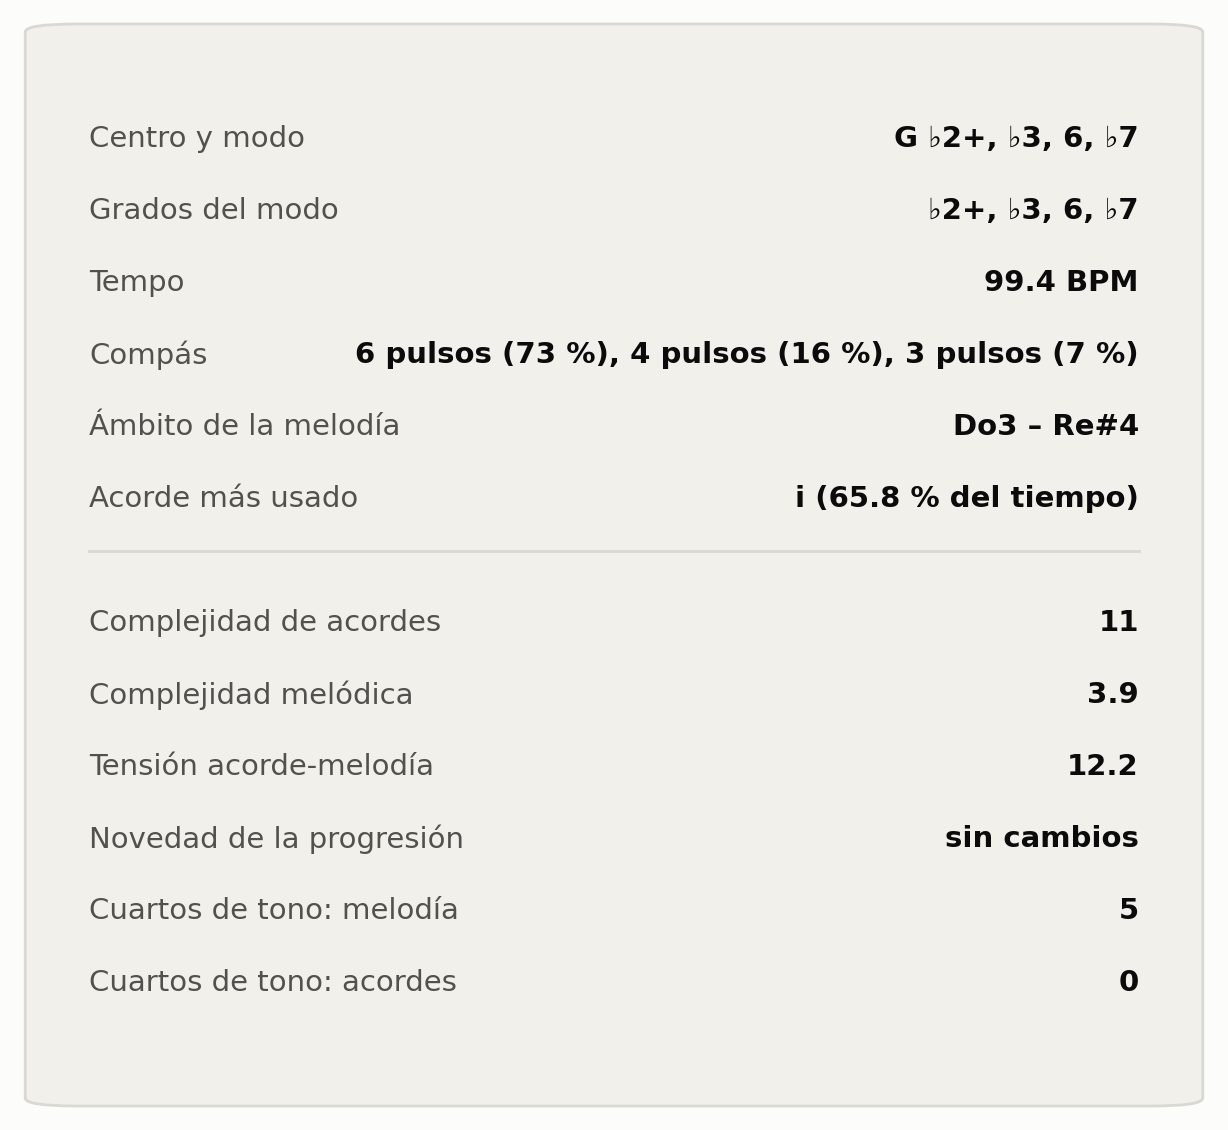 Centro y modo G ♭2+, ♭3, 6, ♭7
Grados del modo ♭2+, ♭3, 6, ♭7
Tempo 99.4 BPM
Compás 6 pulsos (73 %), 4 pulsos (16 %), 3 pulsos (7 %)
Ámbito de la melodía Do3 – Re#4
Acorde más usado i (65.8 % del tiempo)
Complejidad de acordes 11
Complejidad melódica 3.9
Tensión acorde-melodía 12.2
Novedad de la progresión sin cambios
Cuartos de tono: melodía 5
Cuartos de tono: acordes 0